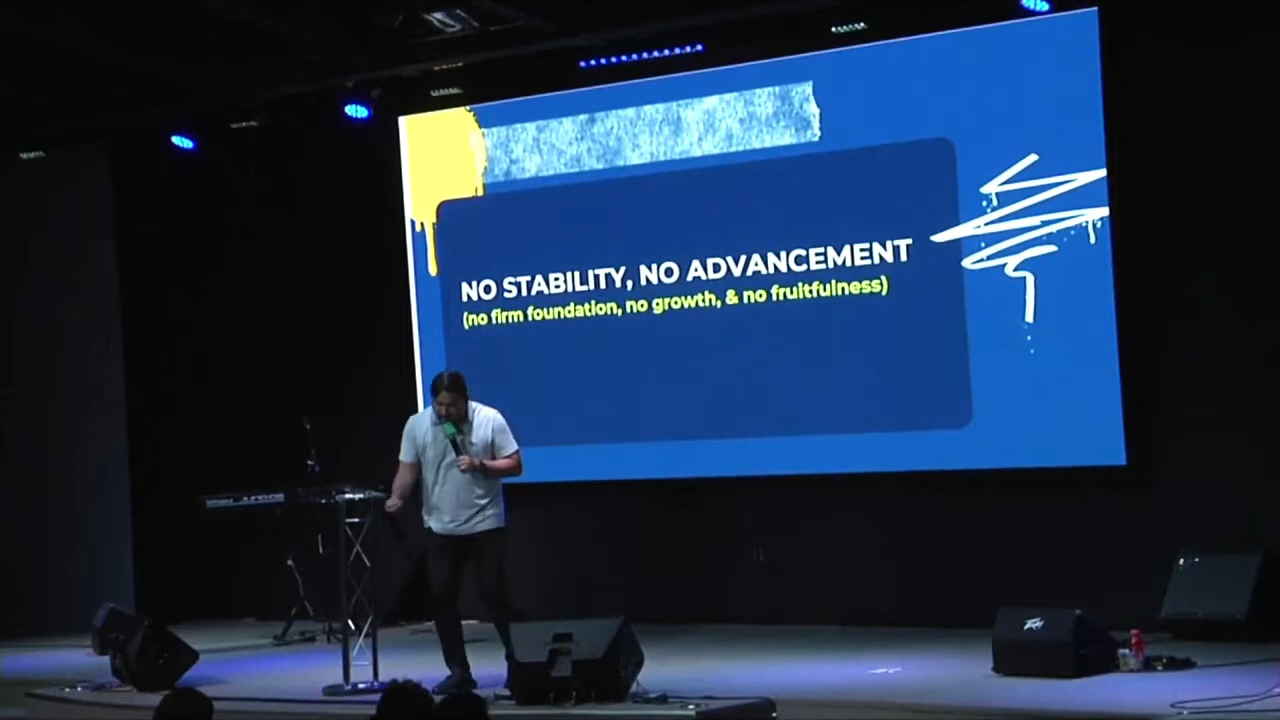 NO STABILITY, NO ADVANCEMENT
(no firm foundation, no growth, & no fruitfulness)